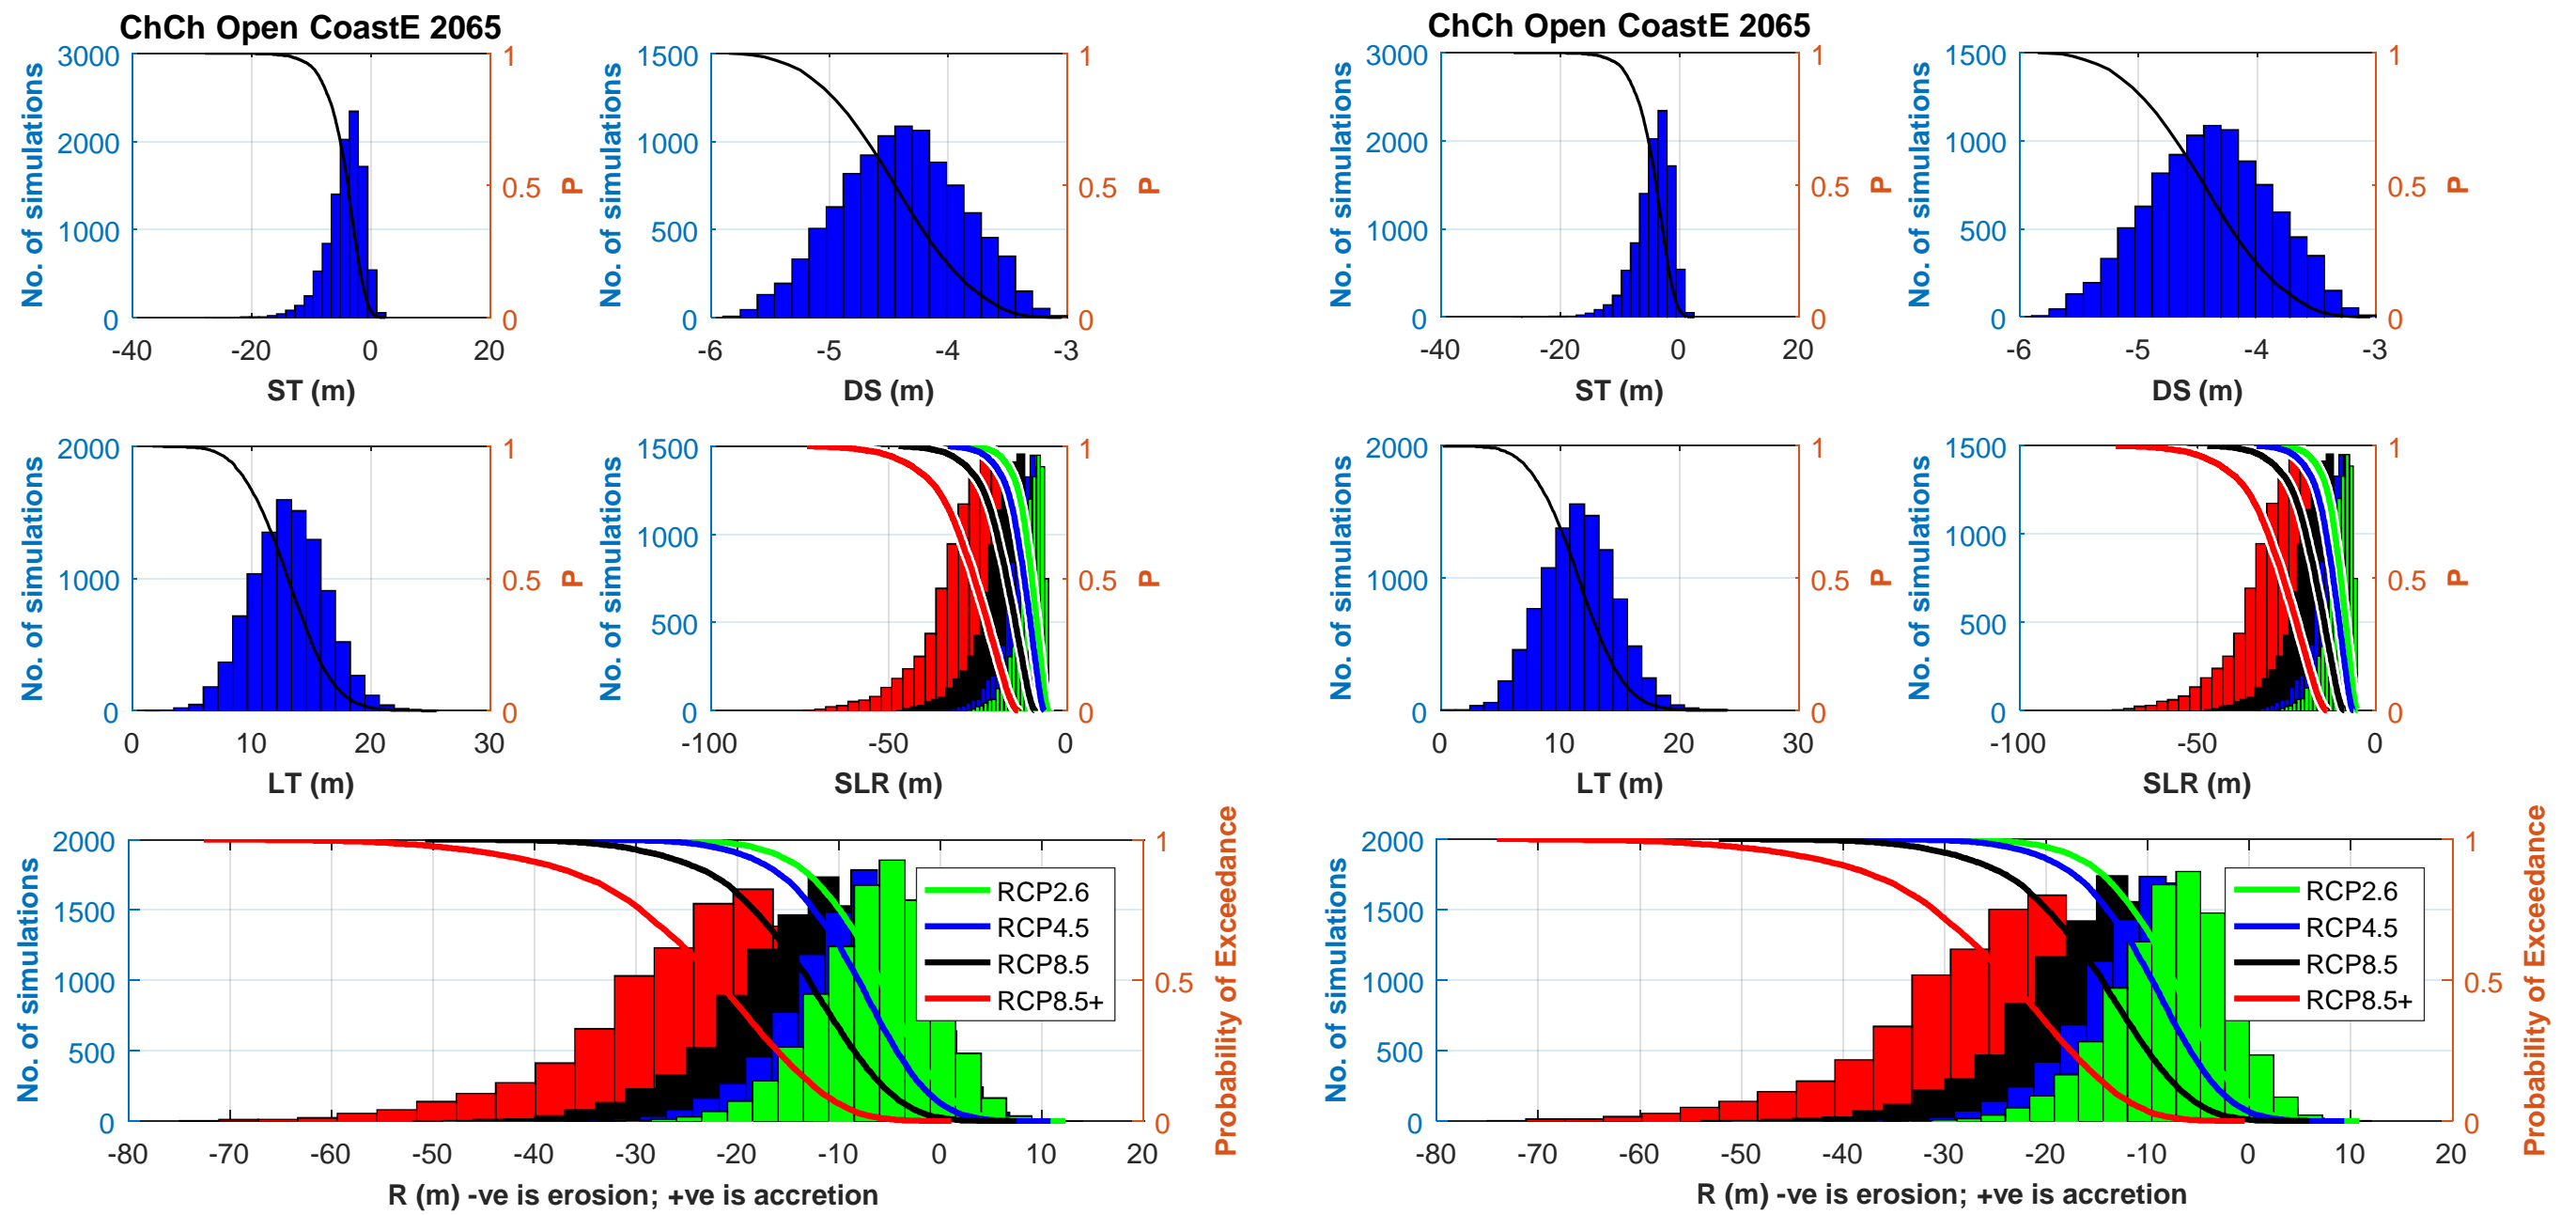 ChCh Open CoastE 2065
3000
2000
1000
0
No. of simulations
1
0.5
0
P
-40 -20 0 20
ST (m)
1500
1000
500
0
No. of simulations
1
0.5
0
P
-6 -5 -4 -3
DS (m)
2000
1000
0
No. of simulations
1
0.5
0
P
0 10 20 30
LT (m)
1500
1000
500
0
No. of simulations
1
0.5
0
P
-100 -50 0
SLR (m)
2000
1500
1000
500
0
No. of simulations
RCP2.6
RCP4.5
RCP8.5
RCP8.5+
1
0.5
0
Probability of Exceedance
-80 -70 -60 -50 -40 -30 -20 -10 0 10 20
R (m) -ve is erosion; +ve is accretion
ChCh Open CoastE 2065
3000
2000
1000
0
No. of simulations
1
0.5
0
P
-40 -20 0 20
ST (m)
1500
1000
500
0
No. of simulations
1
0.5
0
P
-6 -5 -4 -3
DS (m)
2000
1000
0
No. of simulations
1
0.5
0
P
0 10 20 30
LT (m)
1500
1000
500
0
No. of simulations
1
0.5
0
P
-100 -50 0
SLR (m)
2000
1500
1000
500
0
No. of simulations
RCP2.6
RCP4.5
RCP8.5
RCP8.5+
1
0.5
0
Probability of Exceedance
-80 -70 -60 -50 -40 -30 -20 -10 0 10 20
R (m) -ve is erosion; +ve is accretion